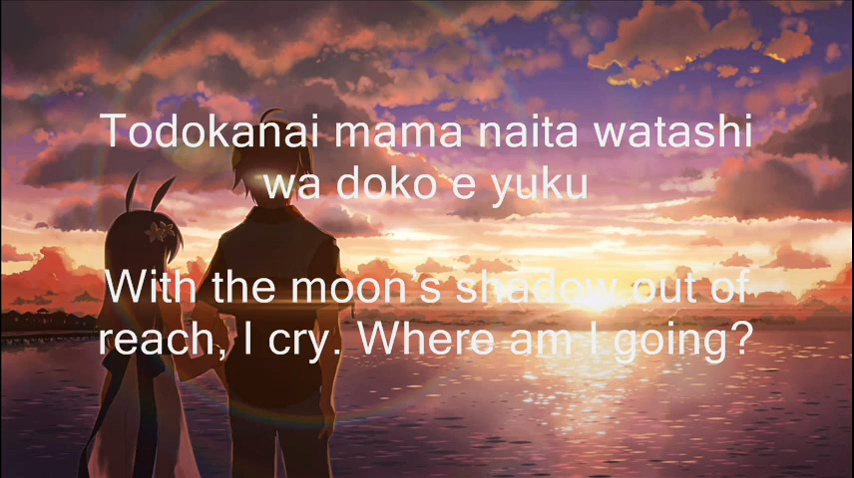 Todokanai mama naita watashi
wa doko e yuku
With the moon's shadow out of
reach, I cry. Where am I going?